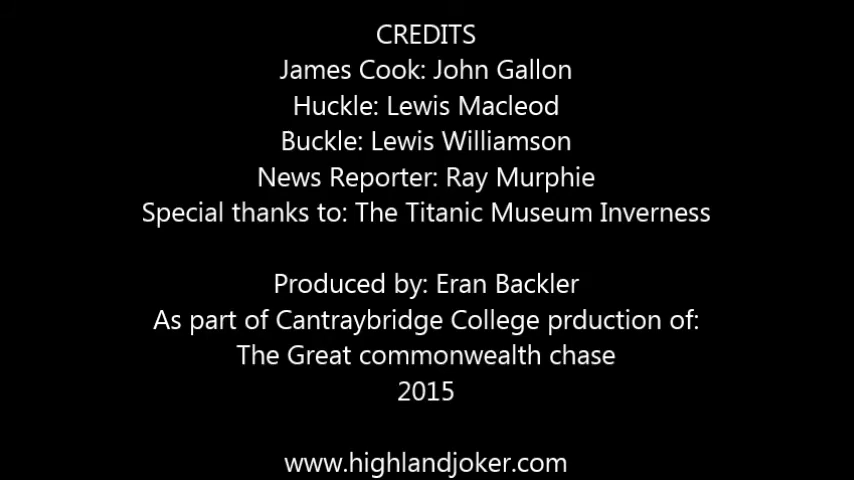 CREDITS
James Cook: John Gallon
Huckle: Lewis Macleod
Buckle: Lewis Williamson
News Reporter: Ray Murphie
Special thanks to: The Titanic Museum Inverness
Produced by: Eran Backler
As part of Cantraybridge College prduction of:
The Great commonwealth chase
2015
www.highlandjoker.com